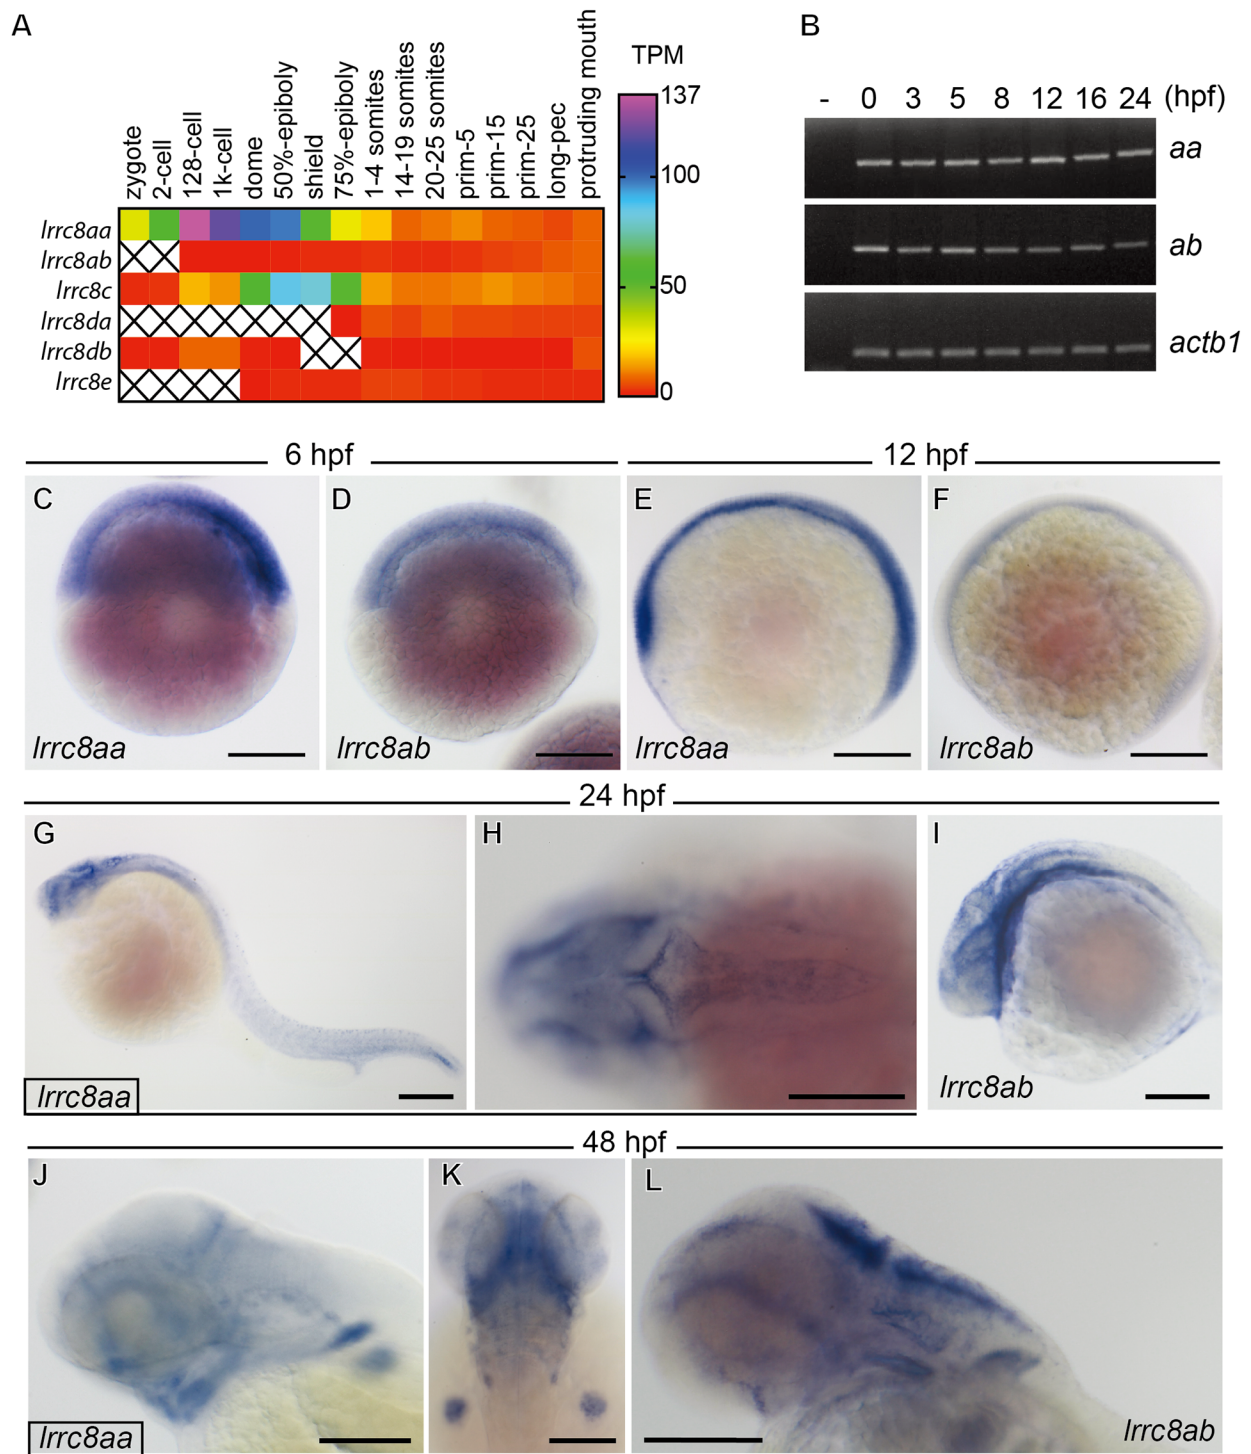 A
zygote
2-cell
128-cell
1k-cell
dome
50%-epiboly
shield
75%-epiboly
1-4 somites
14-19 somites
20-25 somites
prim-5
prim-15
prim-25
long-pec
protruding mouth
TPM
137
100
50
0
lrrc8aa
lrrc8ab
lrrc8c
lrrc8da
lrrc8db
lrrc8e
B
- 0 3 5 8 12 16 24 (hpf)
aa
ab
actb1
6 hpf
12 hpf
C
lrrc8aa
D
lrrc8ab
E
lrrc8aa
F
lrrc8ab
24 hpf
G
lrrc8aa
H
I
lrrc8ab
48 hpf
J
lrrc8aa
K
L
lrrc8ab